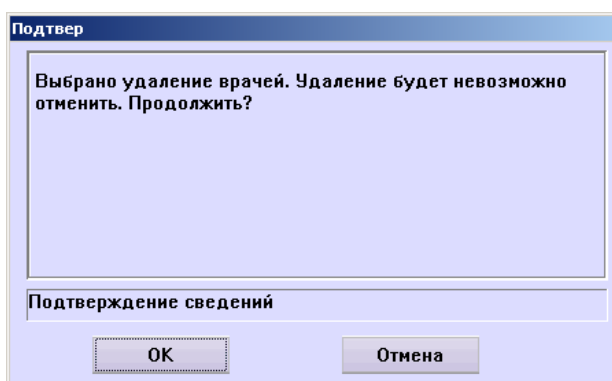 Подтвер
Выбрано удаление врачей. Удаление будет невозможно
отменить. Продолжить?
Подтверждение сведений
OK
Отмена